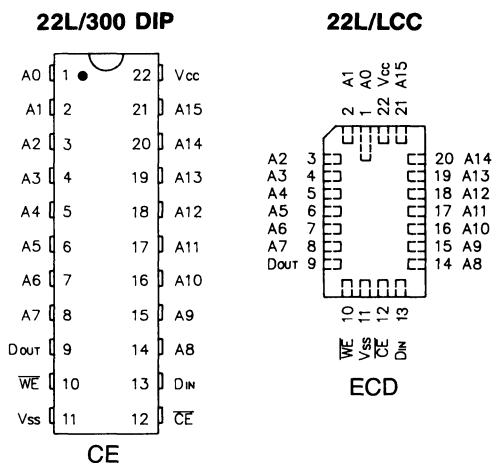 22L/300 DIP
A0 1 22 Vcc
A1 2 21 A15
A2 3 20 A14
A3 4 19 A13
A4 5 18 A12
A5 6 17 A11
A6 7 16 A10
A7 8 15 A9
DOUT 9 14 A8
WE 10 13 DIN
Vss 11 12 CE
CE
22L/LCC
A1 A0 Vcc A15
2 1 22 21
A2 3 20 A14
A3 4 19 A13
A4 5 18 A12
A5 6 17 A11
A6 7 16 A10
A7 8 15 A9
DOUT 9 14 A8
10 11 12 13
WE Vss CE DIN
ECD